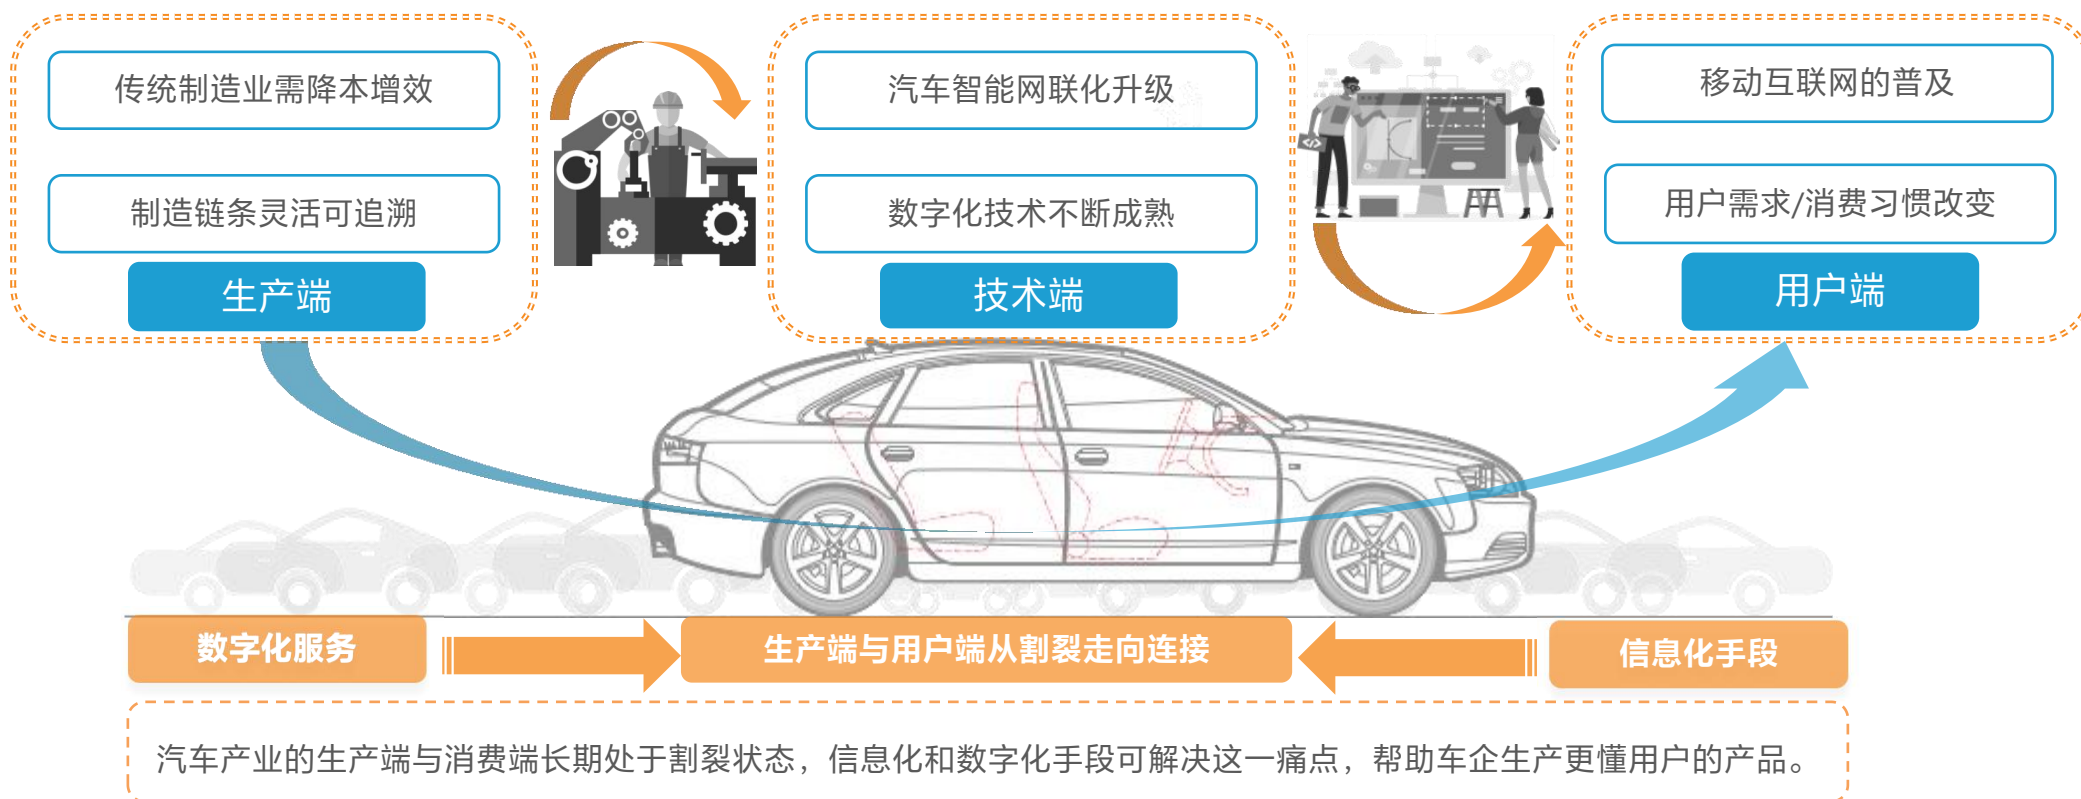 传统制造业需降本增效
制造链条灵活可追溯
生产端
汽车智能网联化升级
数字化技术不断成熟
技术端
</>
移动互联网的普及
用户需求/消费习惯改变
用户端
数字化服务
生产端与用户端从割裂走向连接
信息化手段
汽车产业的生产端与消费端长期处于割裂状态，信息化和数字化手段可解决这一痛点，帮助车企生产更懂用户的产品。